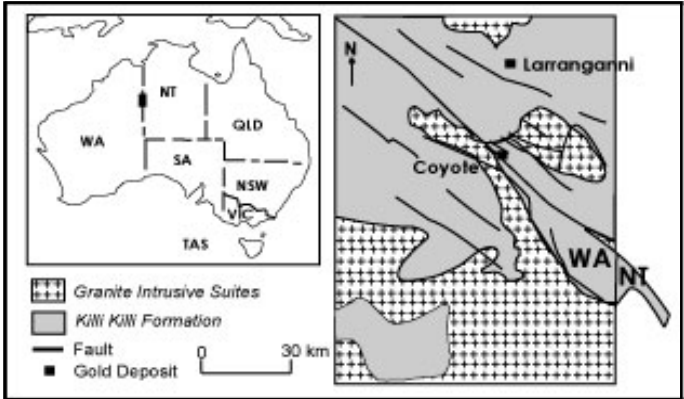 NT
WA
QLD
SA
NSW
VIC
TAS
N
Larranganni
Coyote
WA
NT
Granite Intrusive Suites
Killi Killi Formation
Fault
Gold Deposit
0 30 km